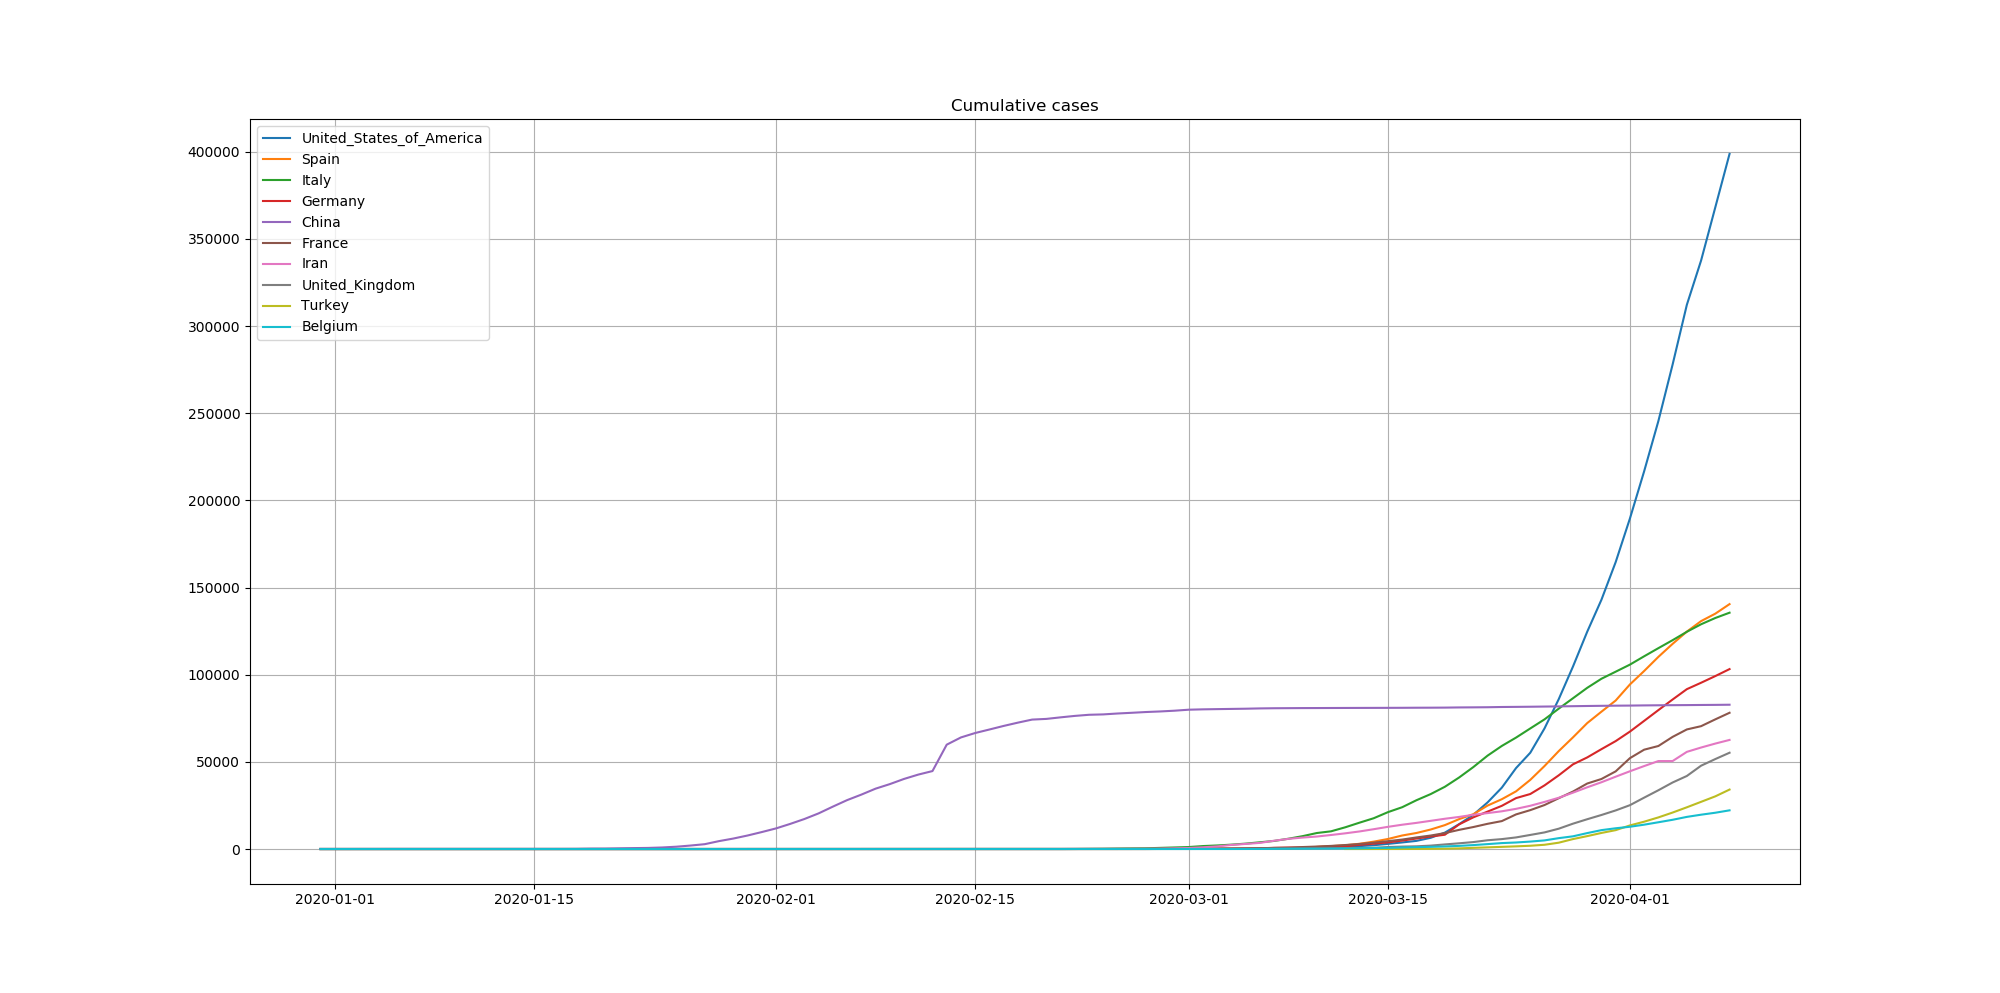 Cumulative cases
United_States_of_America
Spain
Italy
Germany
China
France
Iran
United_Kingdom
Turkey
Belgium
400000
350000
300000
250000
200000
150000
100000
50000
0
2020-01-01 2020-01-15 2020-02-01 2020-02-15 2020-03-01 2020-03-15 2020-04-01